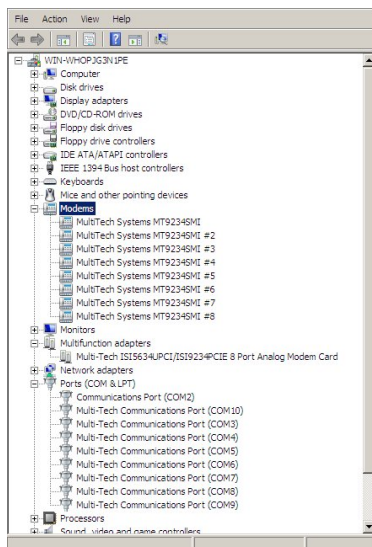 File Action View Help
WIN-WHOPJG3N1PE
Computer
Disk drives
Display adapters
DVD/CD-ROM drives
Floppy disk drives
Floppy drive controllers
IDE ATA/ATAPI controllers
IEEE 1394 Bus host controllers
Keyboards
Mice and other pointing devices
Modems
MultiTech Systems MT9234SMI
MultiTech Systems MT9234SMI #2
MultiTech Systems MT9234SMI #3
MultiTech Systems MT9234SMI #4
MultiTech Systems MT9234SMI #5
MultiTech Systems MT9234SMI #6
MultiTech Systems MT9234SMI #7
MultiTech Systems MT9234SMI #8
Monitors
Multifunction adapters
Multi-Tech ISI5634UPCI/ISI9234PCIE 8 Port Analog Modem Card
Network adapters
Ports (COM & LPT)
Communications Port (COM2)
Multi-Tech Communications Port (COM10)
Multi-Tech Communications Port (COM3)
Multi-Tech Communications Port (COM4)
Multi-Tech Communications Port (COM5)
Multi-Tech Communications Port (COM6)
Multi-Tech Communications Port (COM7)
Multi-Tech Communications Port (COM8)
Multi-Tech Communications Port (COM9)
Processors
Sound, video and game controllers